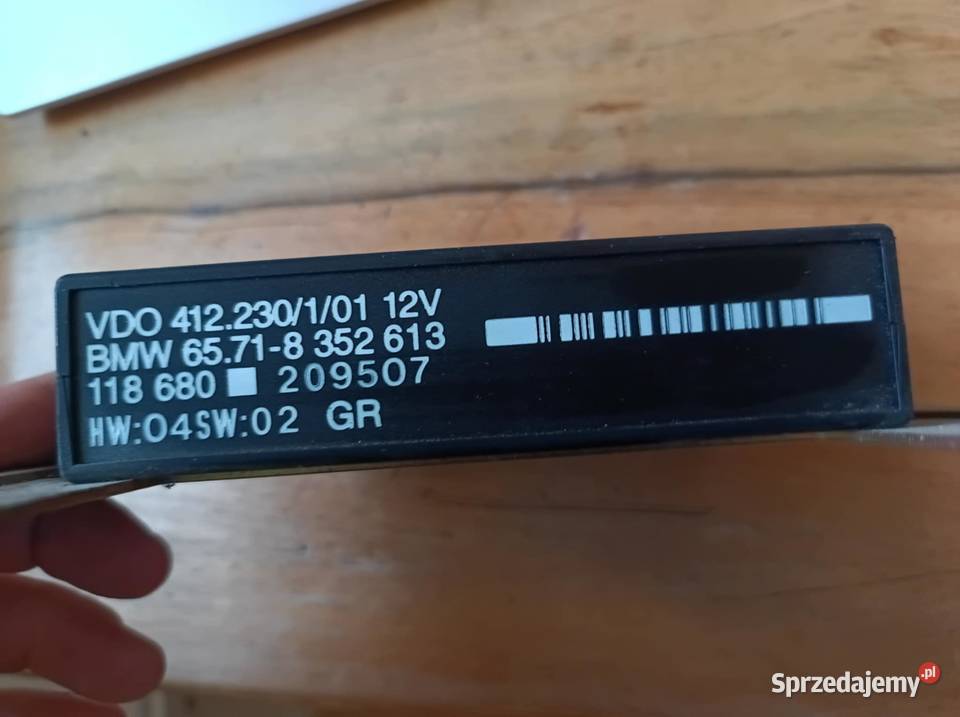 VDO 412.230/1/01 12V
BMW 65.71-8 352 613
118 680 209507
HW:04SW:02 GR
Sprzedajemy.pl